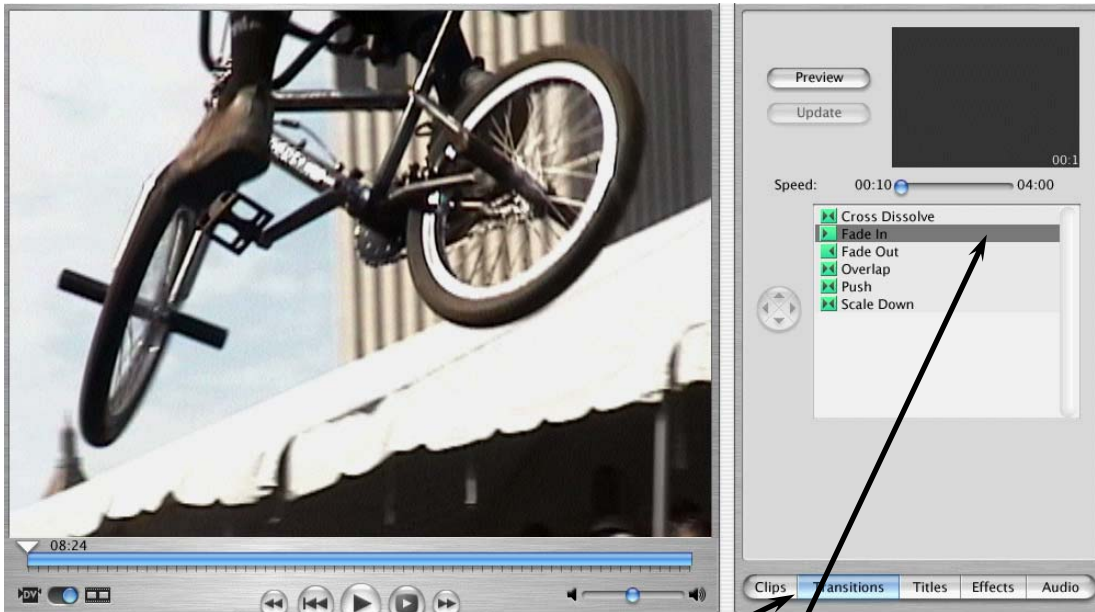 Preview
Update
00:1
Speed: 00:10 04:00
Cross Dissolve
Fade In
Fade Out
Overlap
Push
Scale Down
08:24
DV
Clips Transitions Titles Effects Audio